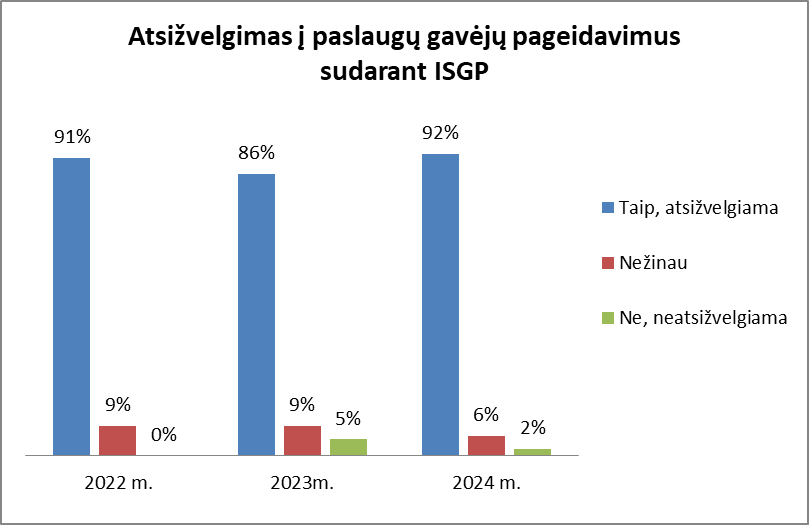 Atsižvelgimas į paslaugų gavėjų pageidavimus
sudarant ISGP
91%
9%
0%
86%
9%
5%
92%
6%
2%
2022 m.
2023m.
2024 m.
Taip, atsižvelgiama
Nežinau
Ne, neatsižvelgiama